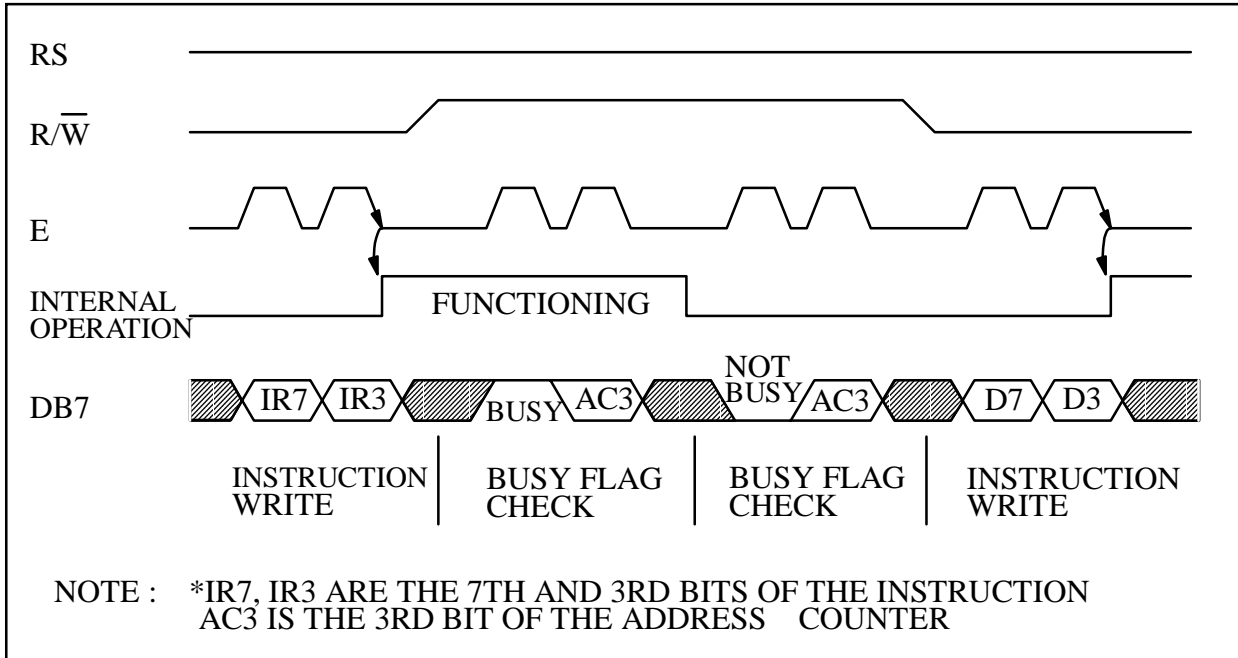 RS
R/W̅
E
INTERNAL
OPERATION
FUNCTIONING
DB7
IR7
IR3
BUSY
AC3
NOT
BUSY
AC3
D7
D3
INSTRUCTION
WRITE
BUSY FLAG
CHECK
BUSY FLAG
CHECK
INSTRUCTION
WRITE
NOTE : *IR7, IR3 ARE THE 7TH AND 3RD BITS OF THE INSTRUCTION
AC3 IS THE 3RD BIT OF THE ADDRESS COUNTER